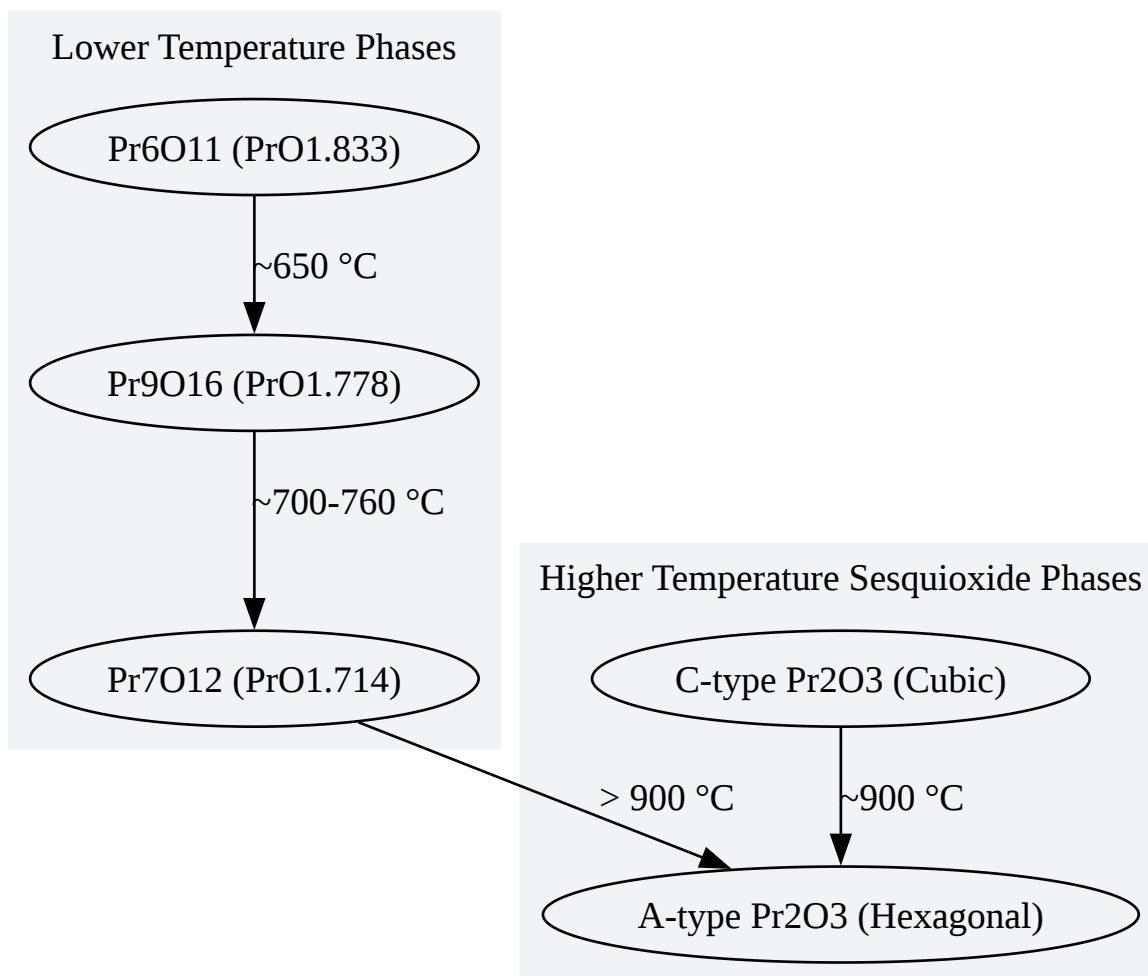 Lower Temperature Phases
Pr6O11 (PrO1.833)
~650 °C
Pr9O16 (PrO1.778)
~700-760 °C
Pr7O12 (PrO1.714)
Higher Temperature Sesquioxide Phases
C-type Pr2O3 (Cubic)
> 900 °C
~900 °C
A-type Pr2O3 (Hexagonal)